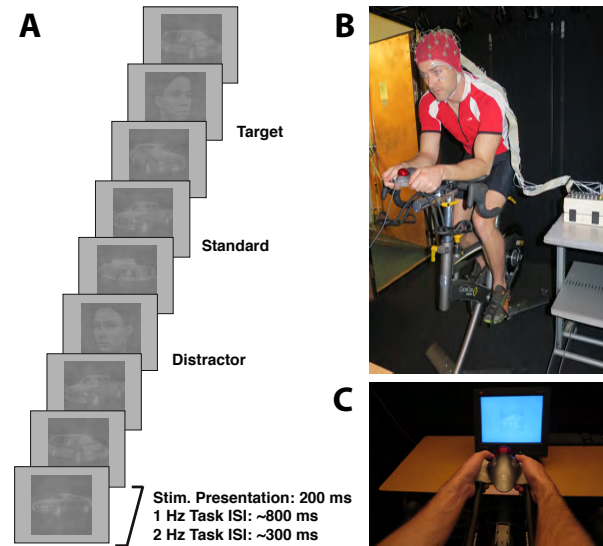 A
Target
Standard
Distractor
Stim. Presentation: 200 ms
1 Hz Task ISI: ~800 ms
2 Hz Task ISI: ~300 ms
B
C